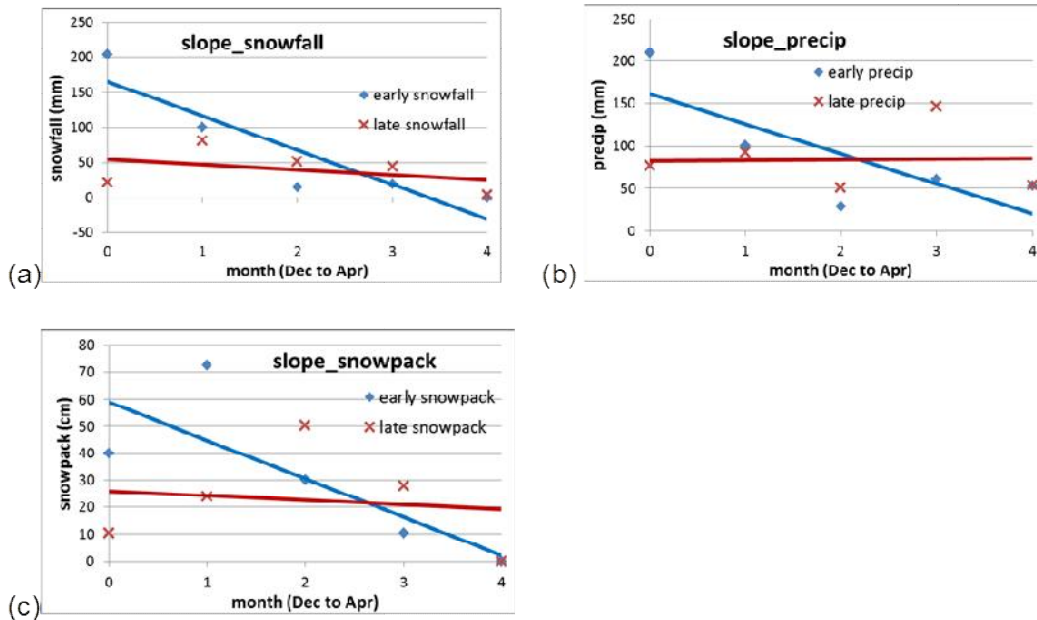 slope_snowfall
250
200
150
100
50
0
-50
snowfall (mm)
early snowfall
late snowfall
0 1 2 3 4
month (Dec to Apr)
(a)
slope_precip
250
200
150
100
50
0
precip (mm)
early precip
late precip
0 1 2 3 4
month (Dec to Apr)
(b)
slope_snowpack
80
70
60
50
40
30
20
10
0
snowpack (cm)
early snowpack
late snowpack
0 1 2 3 4
month (Dec to Apr)
(c)